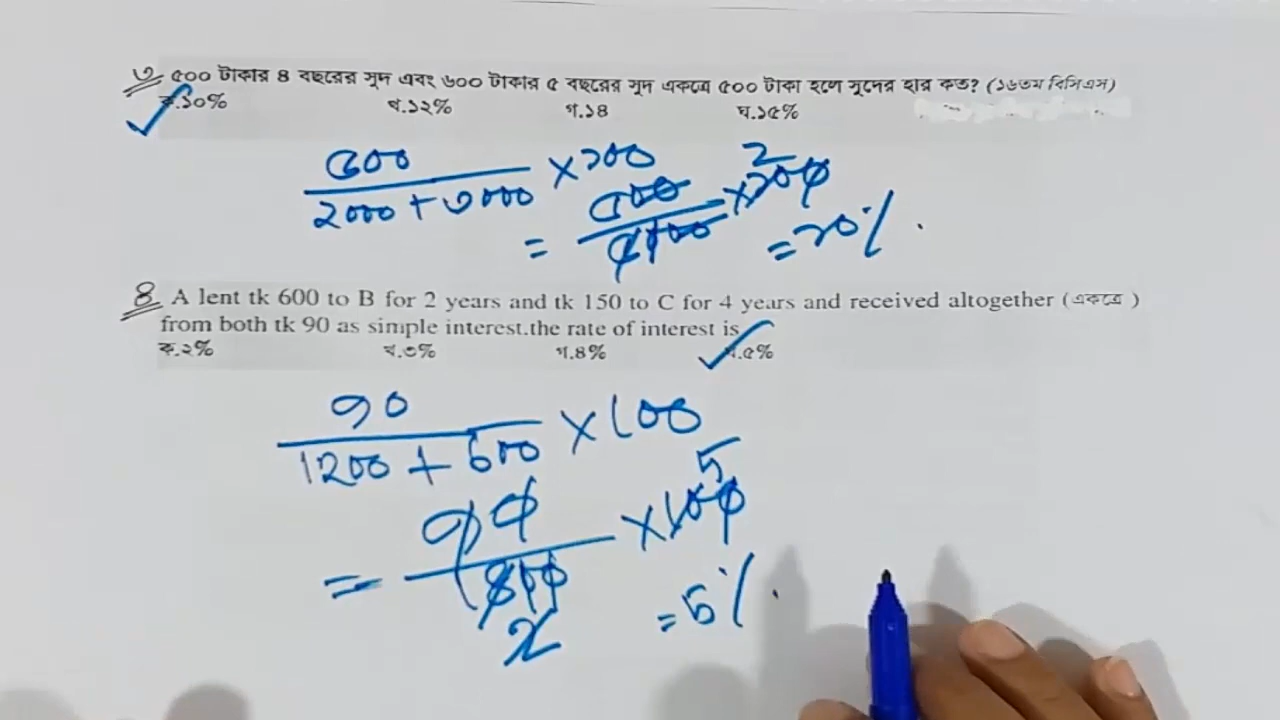 ৩ ৫০০ টাকার ৪ বছরের সুদ এবং ৬০০ টাকার ৫ বছরের সুদ একত্রে ৫০০ টাকা হলে সুদের হার কত? (১৬তম বিসিএস)
ক.১০% খ.১২% গ.১৪ ঘ.১৫%
৫০০ / ২০০০ + ৩০০০ × ১০০
= ৫০০ / ৫০০০ × ১০০ ২
= ১০%.
৪ A lent tk 600 to B for 2 years and tk 150 to C for 4 years and received altogether (একত্রে )
from both tk 90 as simple interest.the rate of interest is
ক.২% খ.৩% গ.৪% ঘ.৫%
90 / 1200 + 600 × 100
= 90 / 1800 × 100 5
2
= 5%.